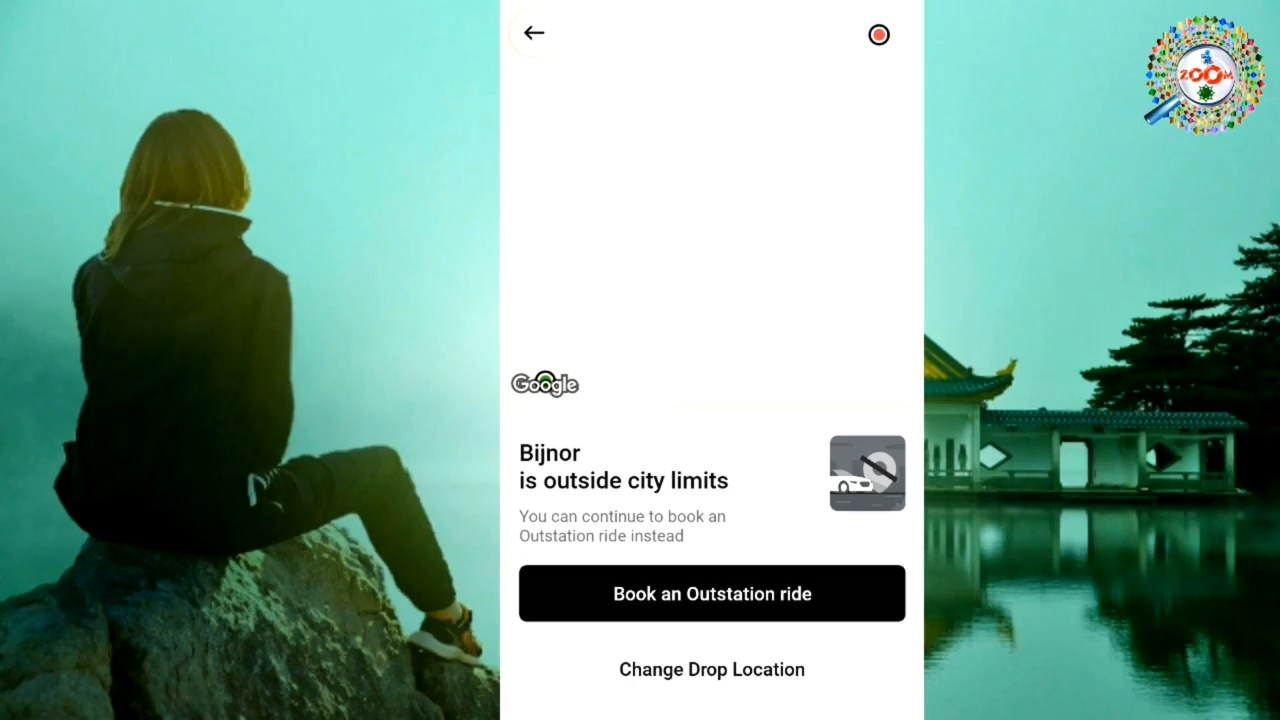 ZOOM
Google
Bijnor
is outside city limits
You can continue to book an
Outstation ride instead
Book an Outstation ride
Change Drop Location